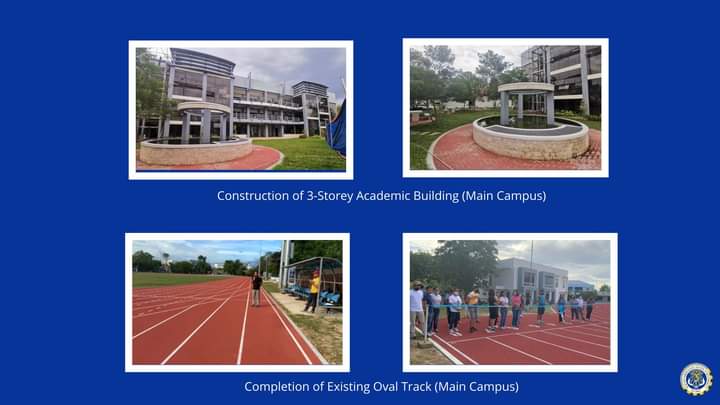 Construction of 3-Storey Academic Building (Main Campus)
Completion of Existing Oval Track (Main Campus)